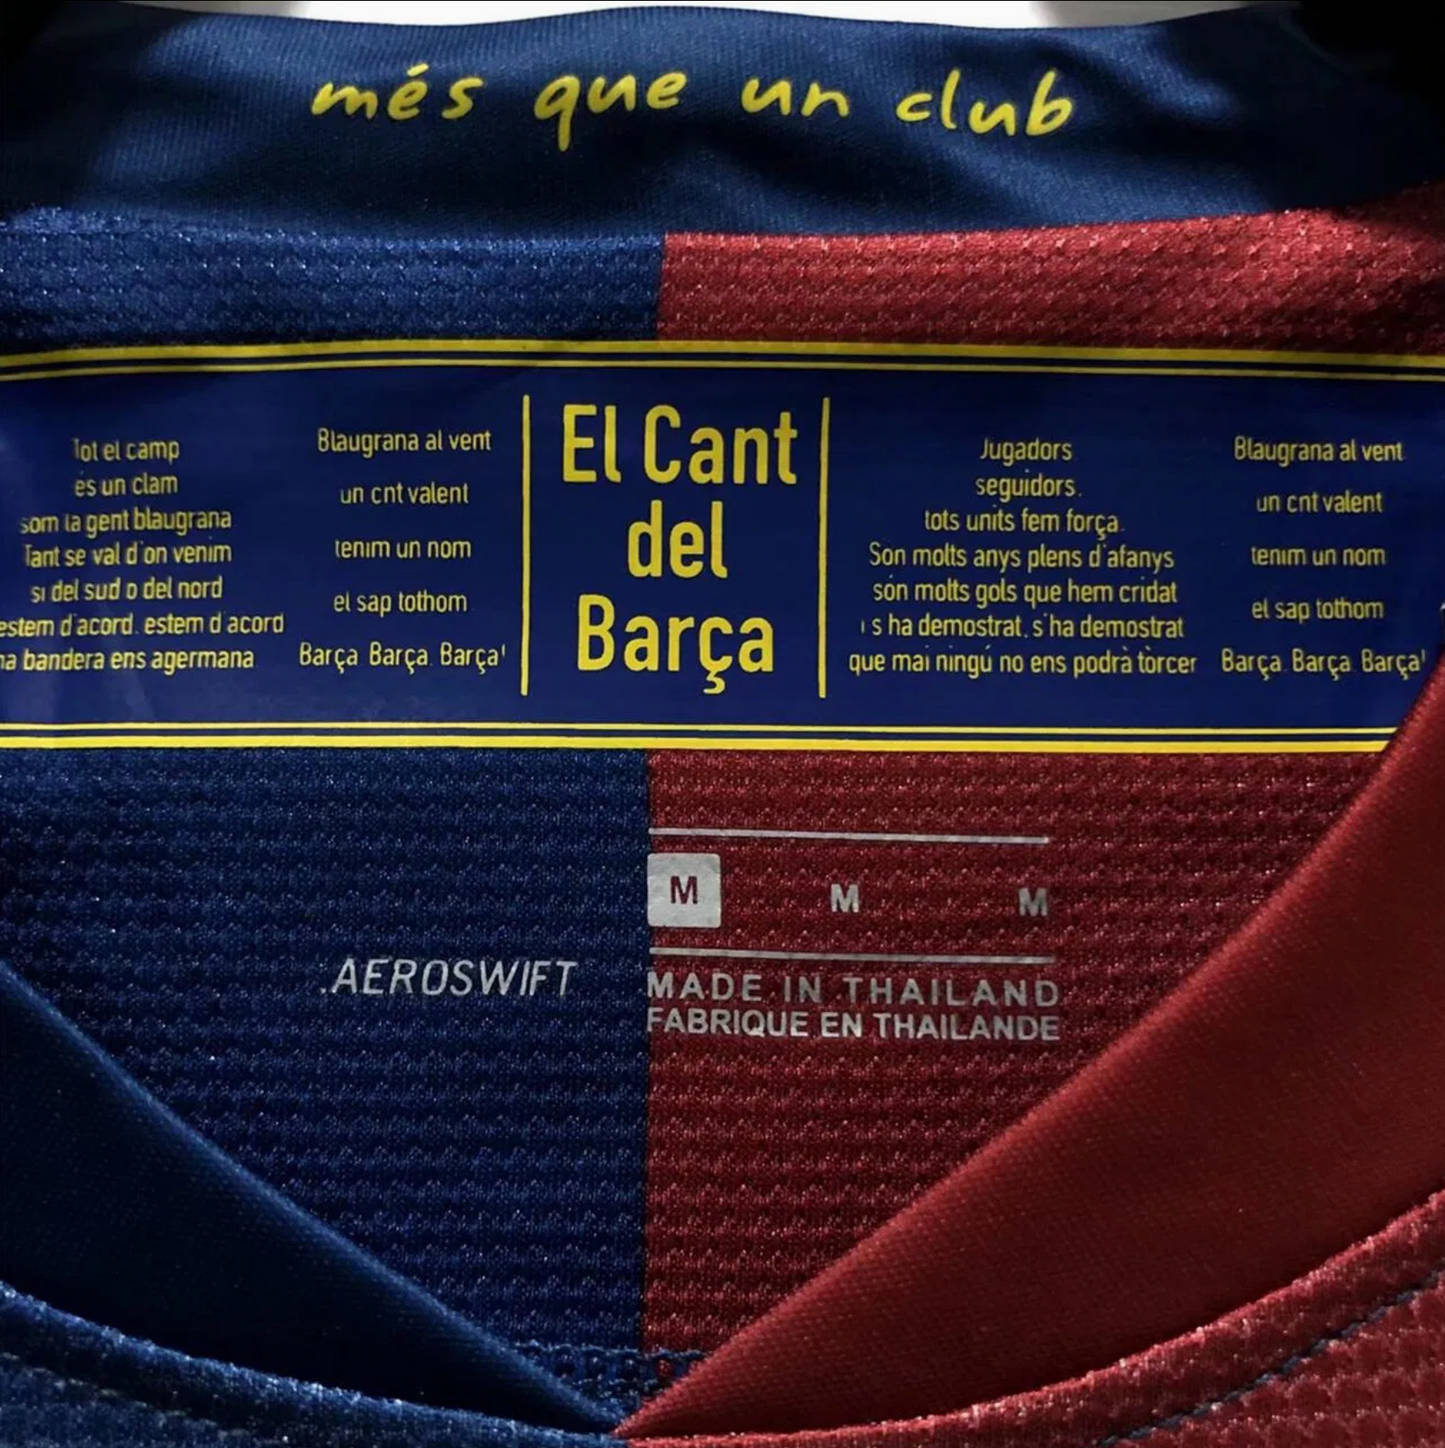 més que un club
Tot el camp
és un clam
som la gent blaugrana
Tant se val d'on venim
si del sud o del nord
estem d'acord. estem d'acord
na bandera ens agermana
Blaugrana al vent
un cnt valent
tenim un nom
el sap tothom
Barça Barça. Barça!
El Cant
del
Barça
Jugadors
seguidors.
tots units fem força.
Son molts anys plens d'afanys
són molts gols que hem cridat
i s'ha demostrat. s'ha demostrat
que mai ningú no ens podrà tòrcer
Blaugrana al vent
un cnt valent
tenim un nom
el sap tothom
Barça. Barça. Barça!
M M M
.AEROSWIFT
MADE IN THAILAND
FABRIQUE EN THAILANDE